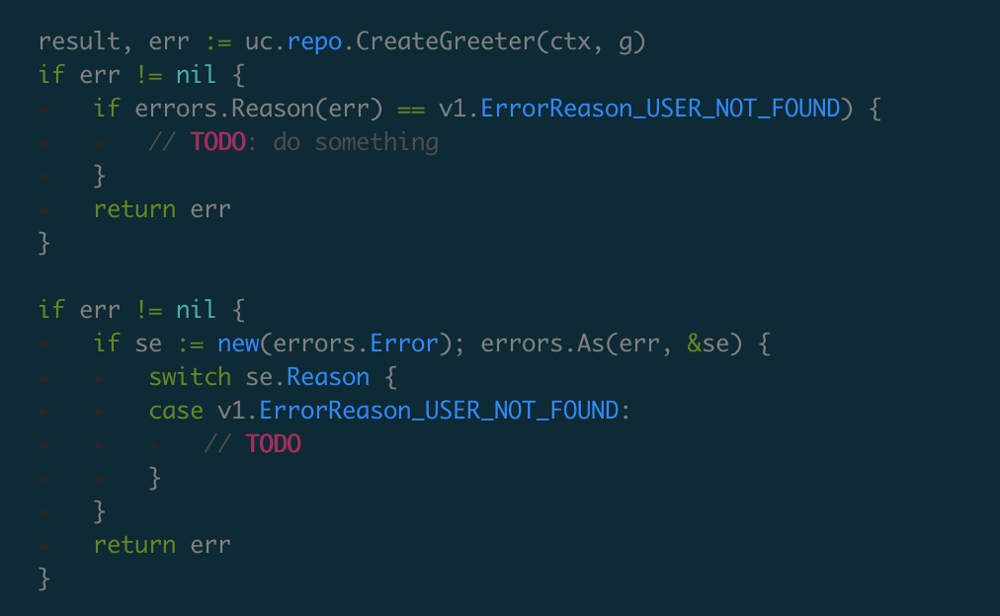 result, err := uc.repo.CreateGreeter(ctx, g)
if err != nil {
    if errors.Reason(err) == v1.ErrorReason_USER_NOT_FOUND) {
        // TODO: do something
    }
    return err
}

if err != nil {
    if se := new(errors.Error); errors.As(err, &se) {
        switch se.Reason {
        case v1.ErrorReason_USER_NOT_FOUND:
            // TODO
        }
    }
    return err
}